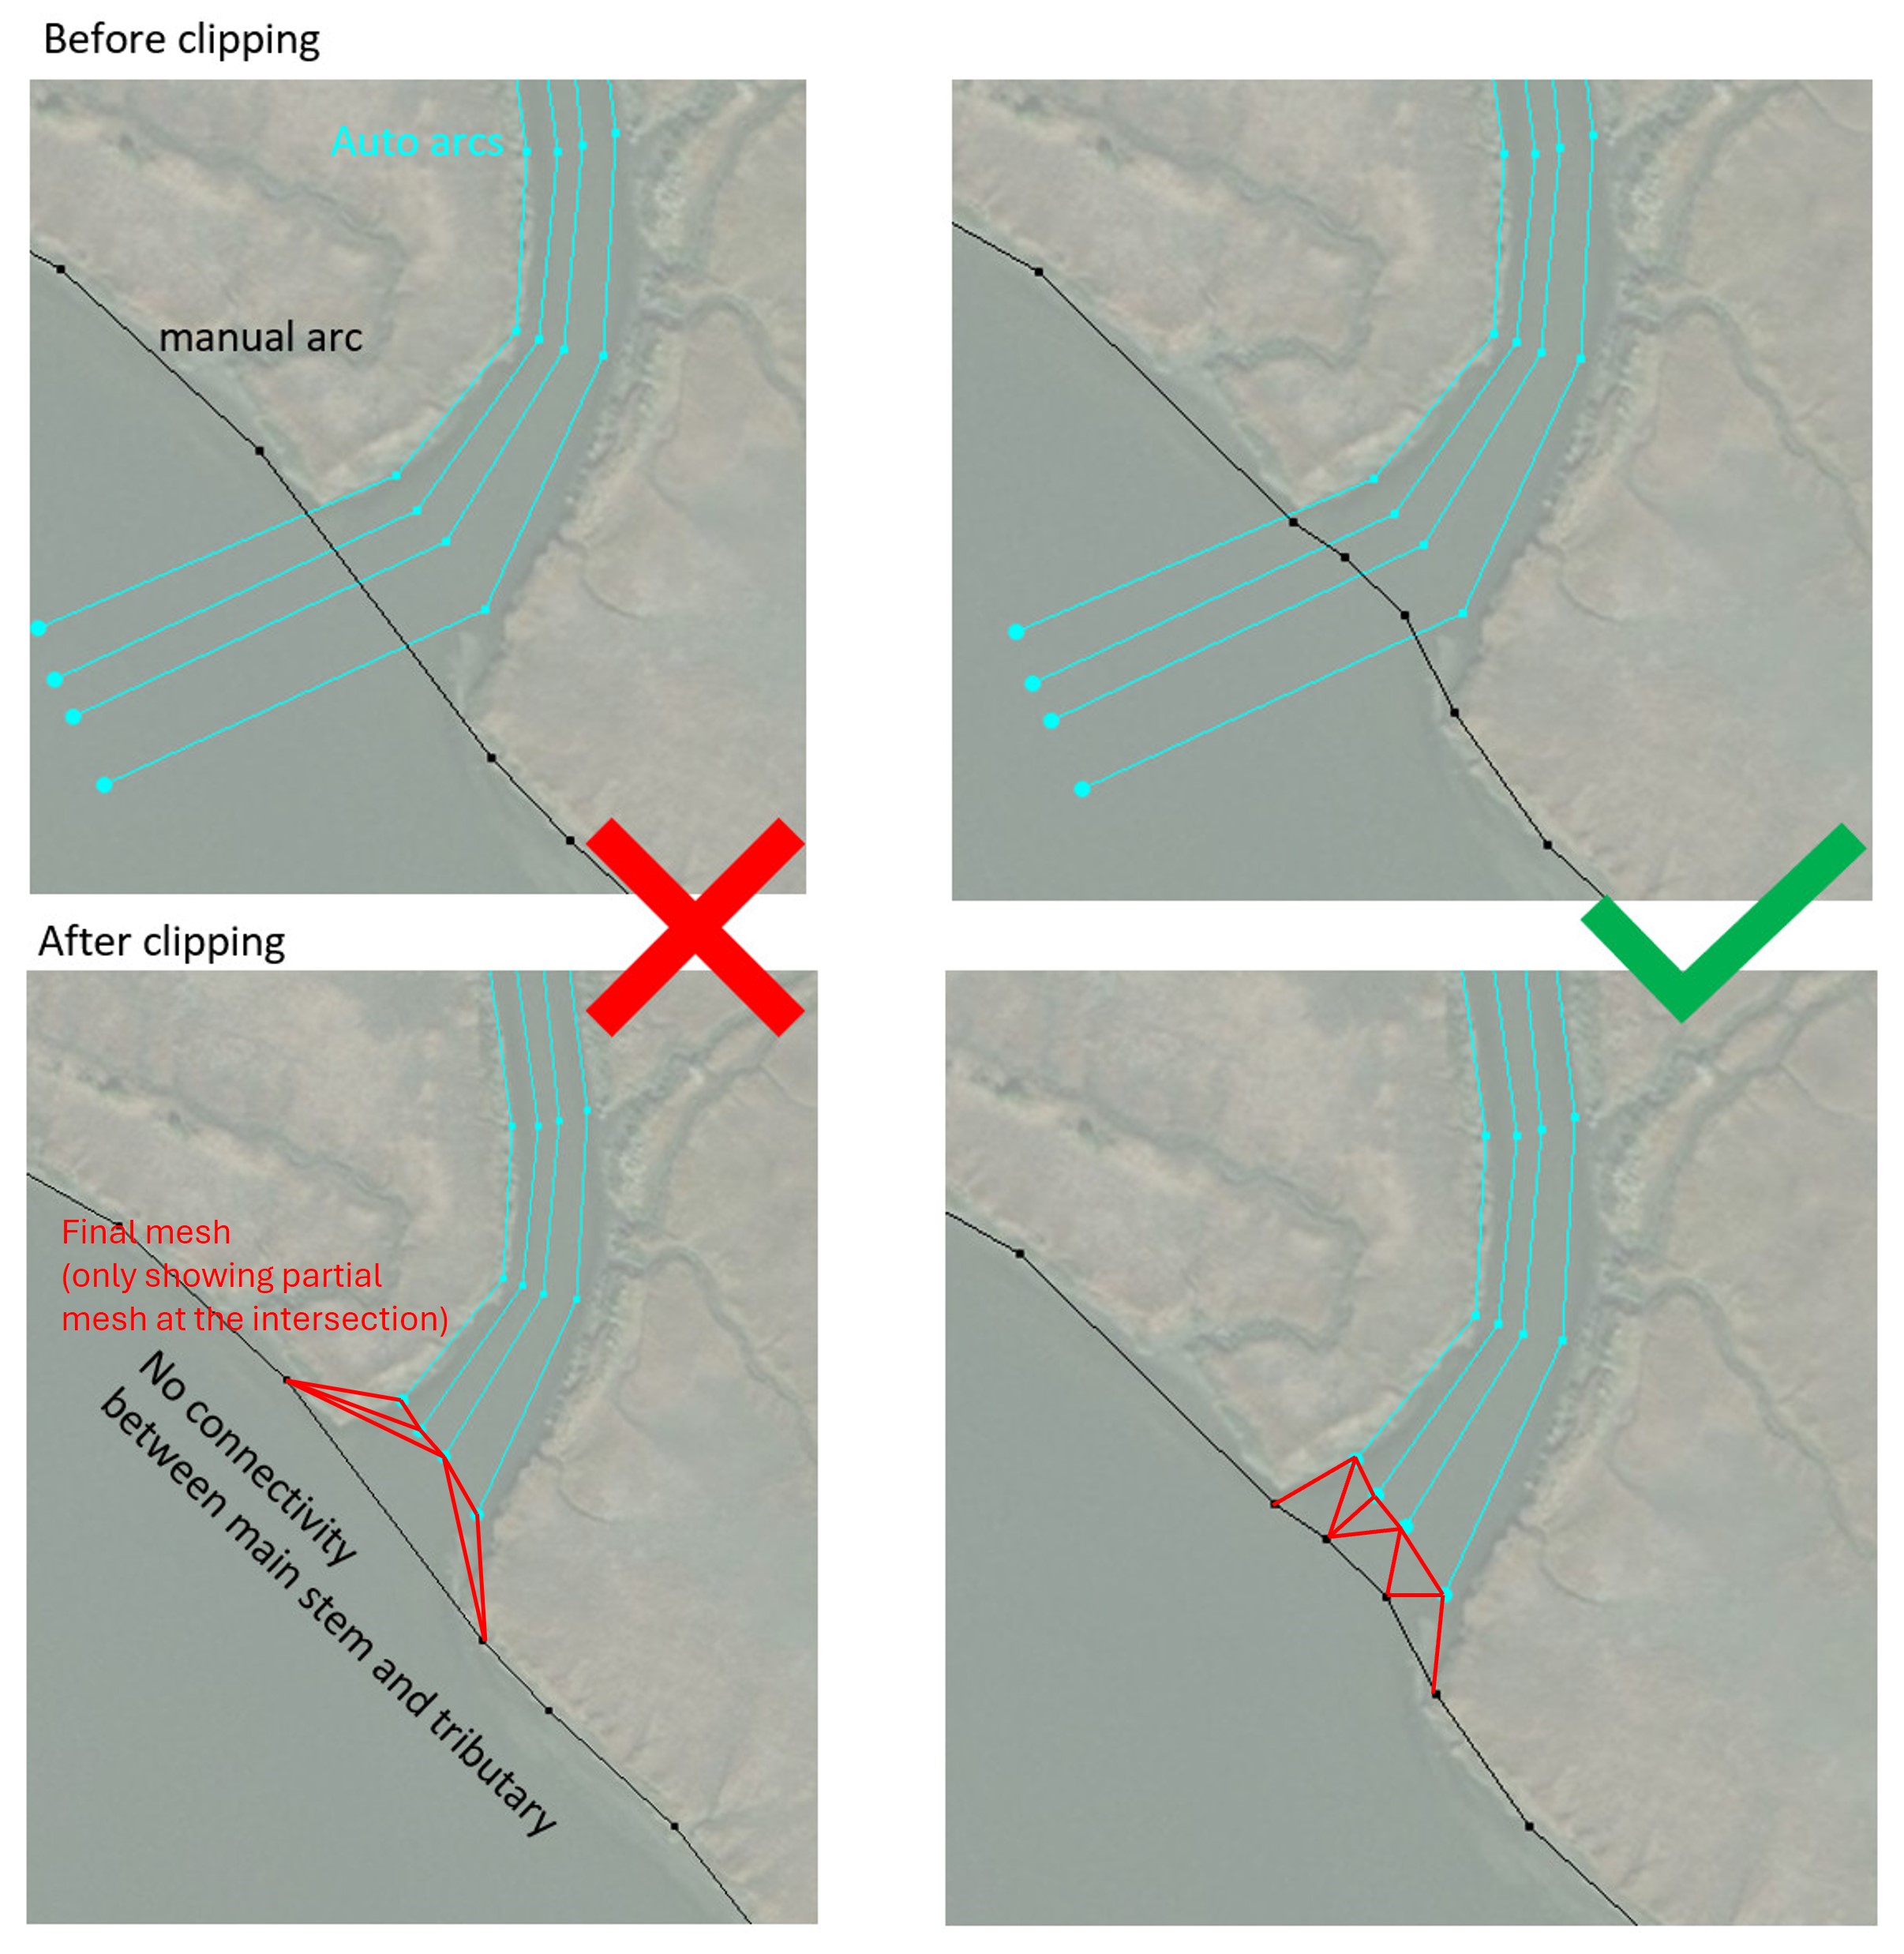 Before clipping
Auto arcs
manual arc
After clipping
Final mesh
(only showing partial
mesh at the intersection)
No connectivity
between main stem and tributary